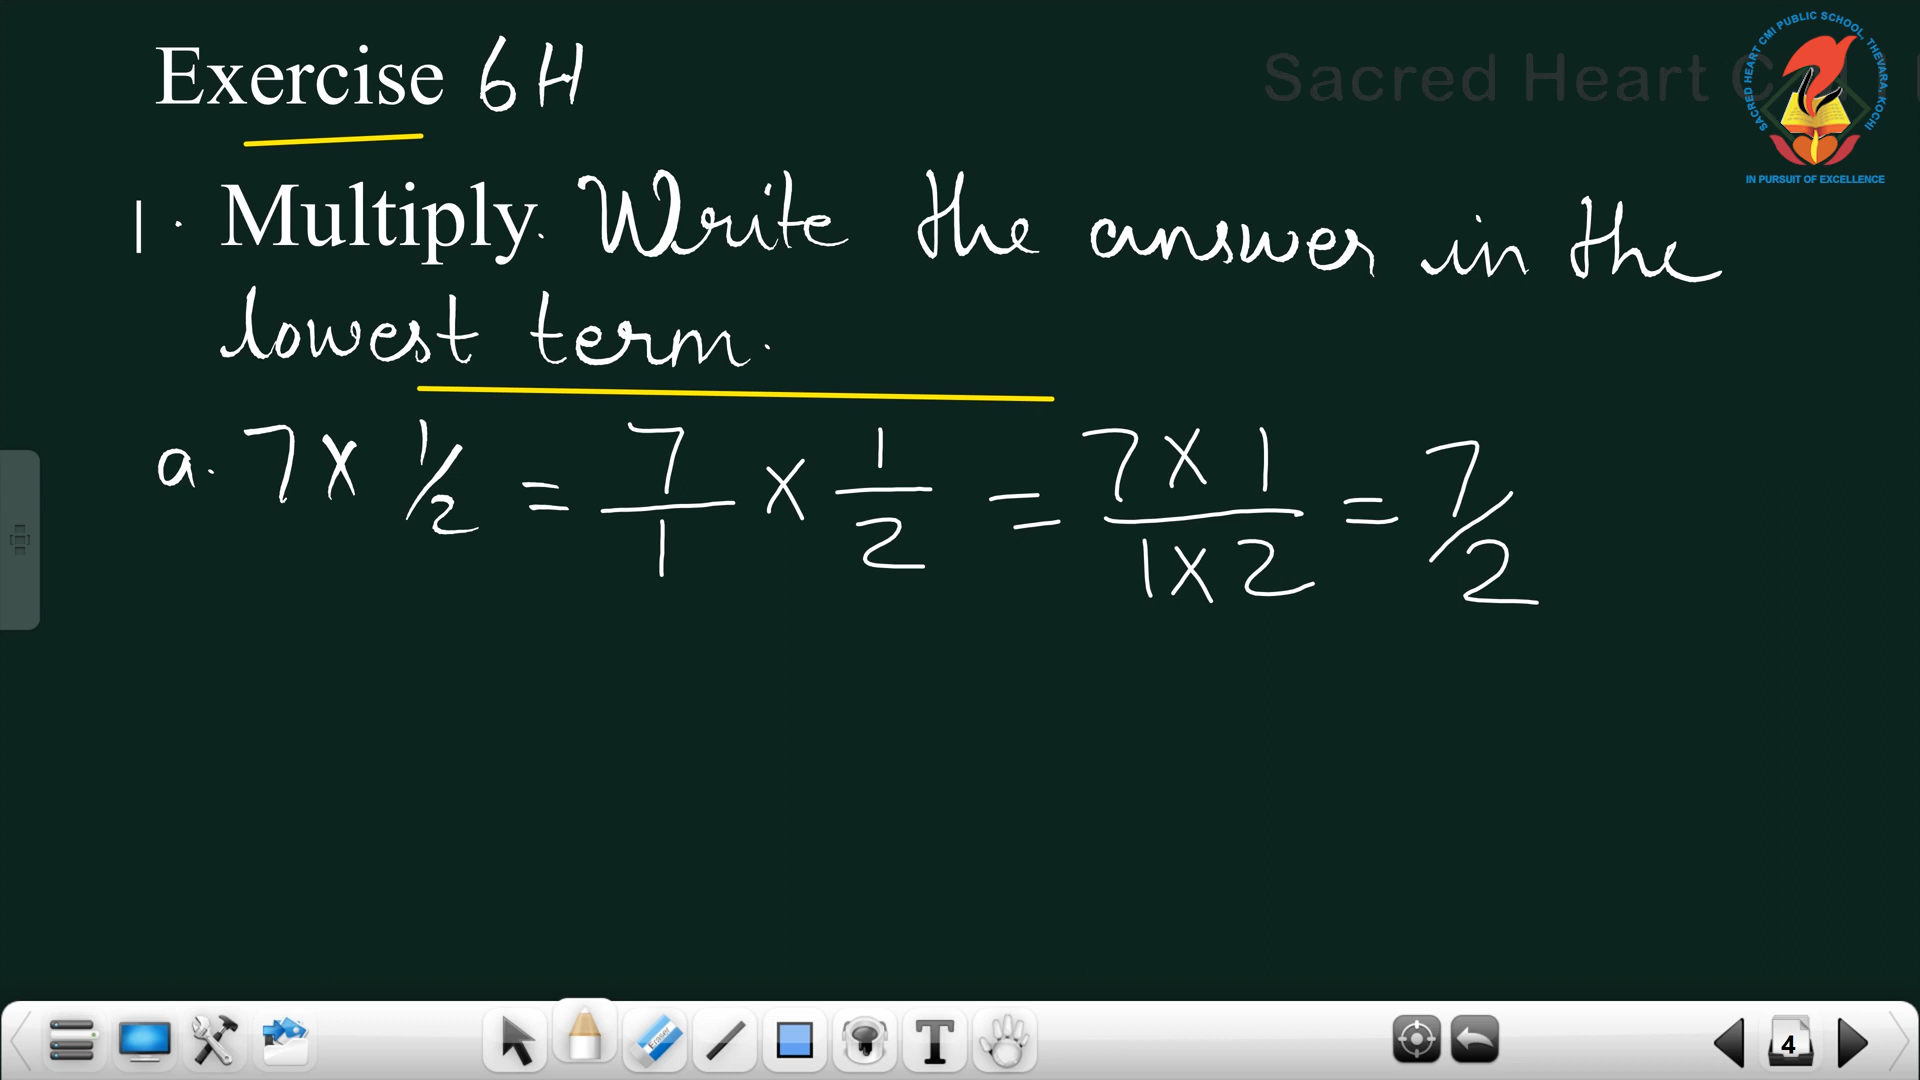 Exercise 6H
Sacred Heart C
SACRED HEART CMI PUBLIC SCHOOL, THEVARA, KOCHI
IN PURSUIT OF EXCELLENCE
1. Multiply. Write the answer in the
lowest term.
a. 7 x 1/2 = 7/1 x 1/2 = 7 x 1/1 x 2 = 7/2
Eraser
T
4